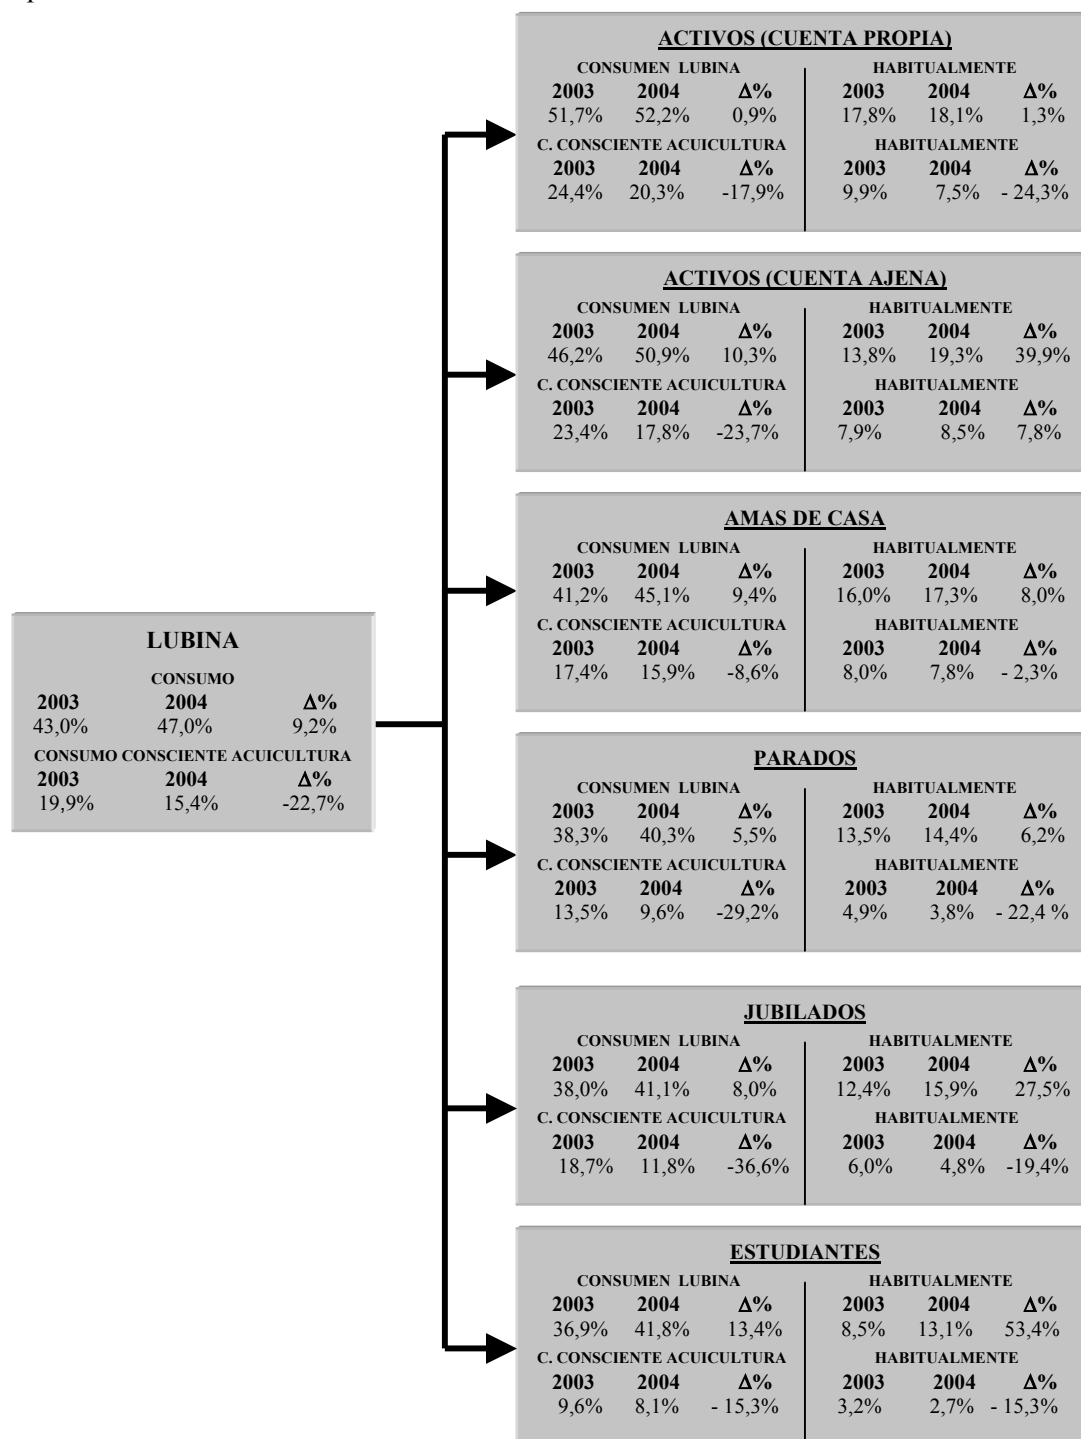 ACTIVOS (CUENTA PROPIA)
CONSUMEN LUBINA HABITUALMENTE
2003 2004 Δ% 2003 2004 Δ%
51,7% 52,2% 0,9% 17,8% 18,1% 1,3%
C. CONSCIENTE ACUICULTURA HABITUALMENTE
2003 2004 Δ% 2003 2004 Δ%
24,4% 20,3% -17,9% 9,9% 7,5% - 24,3%
ACTIVOS (CUENTA AJENA)
CONSUMEN LUBINA HABITUALMENTE
2003 2004 Δ% 2003 2004 Δ%
46,2% 50,9% 10,3% 13,8% 19,3% 39,9%
C. CONSCIENTE ACUICULTURA HABITUALMENTE
2003 2004 Δ% 2003 2004 Δ%
23,4% 17,8% -23,7% 7,9% 8,5% 7,8%
AMAS DE CASA
CONSUMEN LUBINA HABITUALMENTE
2003 2004 Δ% 2003 2004 Δ%
41,2% 45,1% 9,4% 16,0% 17,3% 8,0%
C. CONSCIENTE ACUICULTURA HABITUALMENTE
2003 2004 Δ% 2003 2004 Δ%
17,4% 15,9% -8,6% 8,0% 7,8% - 2,3%
LUBINA
CONSUMO
2003 2004 Δ%
43,0% 47,0% 9,2%
CONSUMO CONSCIENTE ACUICULTURA
2003 2004 Δ%
19,9% 15,4% -22,7%
PARADOS
CONSUMEN LUBINA HABITUALMENTE
2003 2004 Δ% 2003 2004 Δ%
38,3% 40,3% 5,5% 13,5% 14,4% 6,2%
C. CONSCIENTE ACUICULTURA HABITUALMENTE
2003 2004 Δ% 2003 2004 Δ%
13,5% 9,6% -29,2% 4,9% 3,8% - 22,4 %
JUBILADOS
CONSUMEN LUBINA HABITUALMENTE
2003 2004 Δ% 2003 2004 Δ%
38,0% 41,1% 8,0% 12,4% 15,9% 27,5%
C. CONSCIENTE ACUICULTURA HABITUALMENTE
2003 2004 Δ% 2003 2004 Δ%
18,7% 11,8% -36,6% 6,0% 4,8% -19,4%
ESTUDIANTES
CONSUMEN LUBINA HABITUALMENTE
2003 2004 Δ% 2003 2004 Δ%
36,9% 41,8% 13,4% 8,5% 13,1% 53,4%
C. CONSCIENTE ACUICULTURA HABITUALMENTE
2003 2004 Δ% 2003 2004 Δ%
9,6% 8,1% - 15,3% 3,2% 2,7% - 15,3%